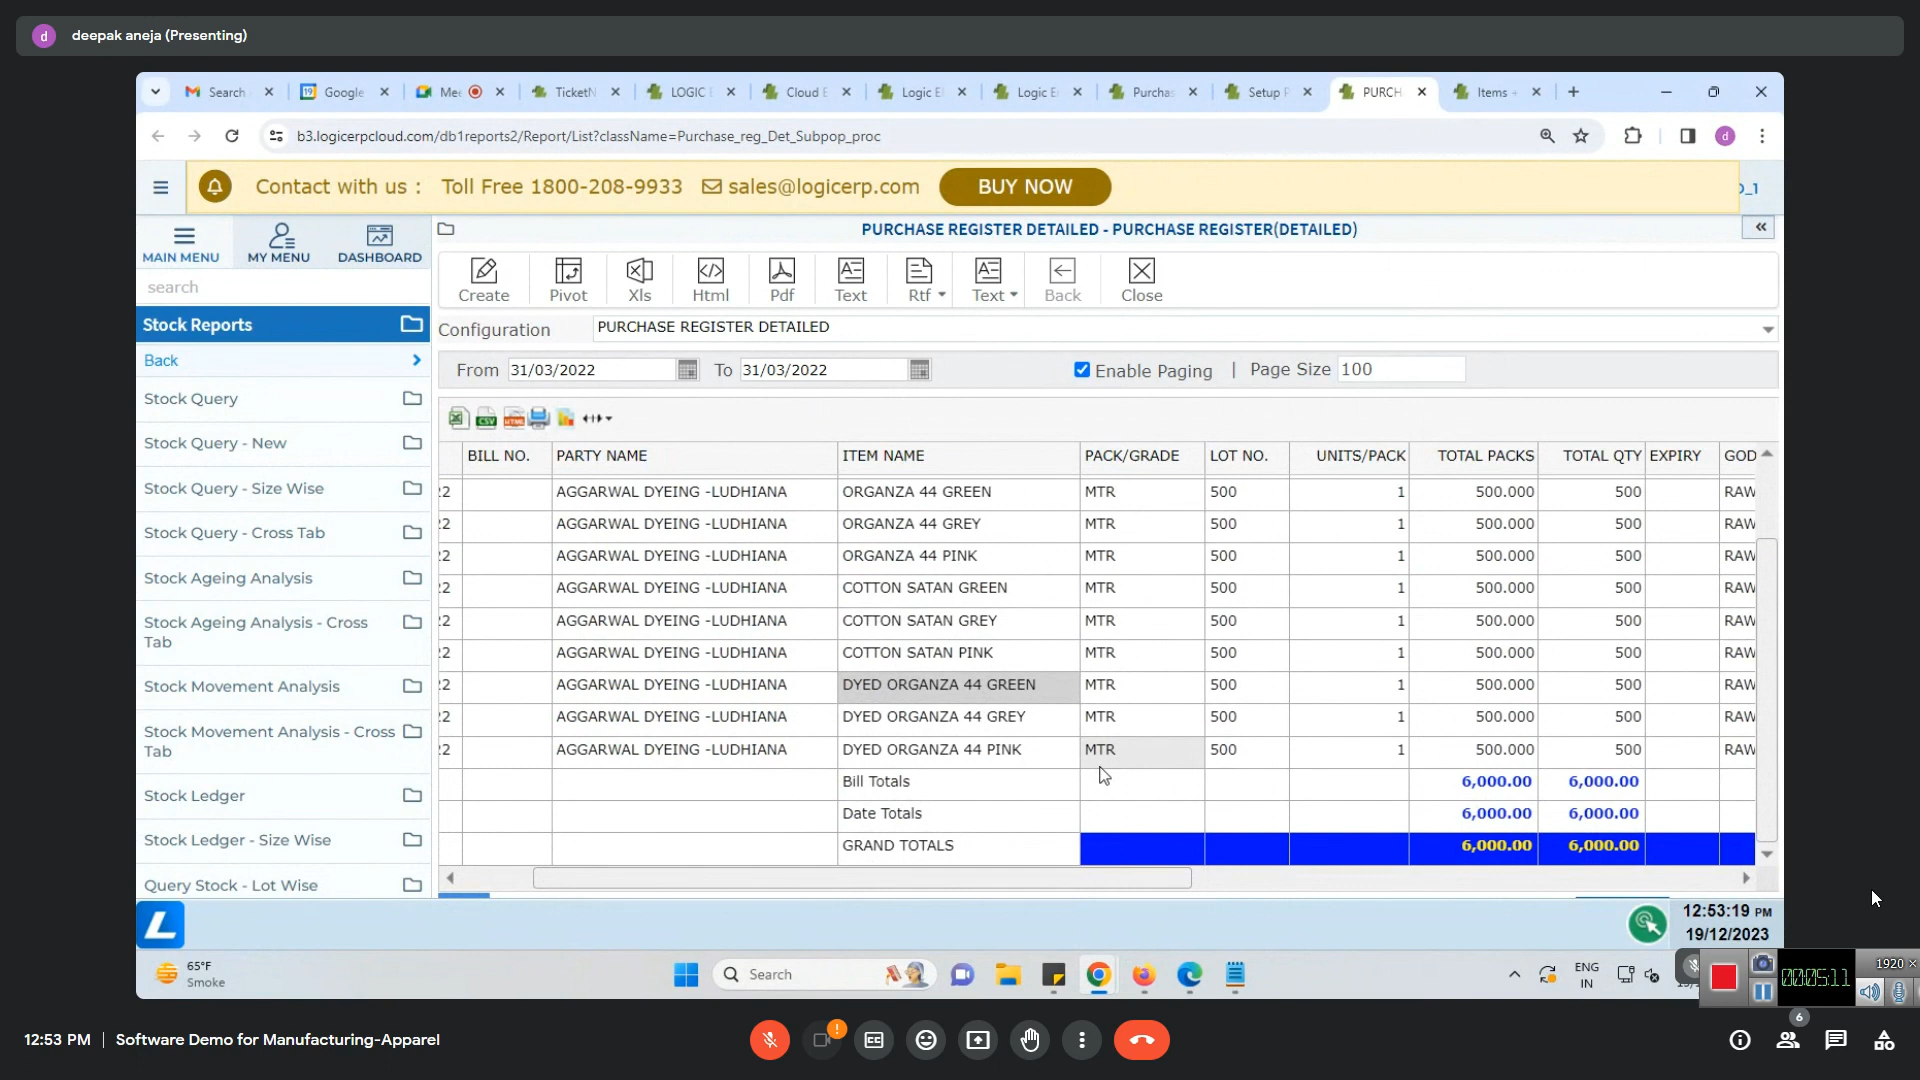 d deepak aneja (Presenting)
Search Google Mee TicketN LOGIC E Cloud E Logic El Logic E Purchas Setup P PURCH Items +
b3.logicerpcloud.com/db1reports2/Report/List?className=Purchase_reg_Det_Subpop_proc d
Contact with us : Toll Free 1800-208-9933 sales@logicerp.com BUY NOW
MAIN MENU MY MENU DASHBOARD
PURCHASE REGISTER DETAILED - PURCHASE REGISTER(DETAILED)
Create Pivot Xls Html Pdf Text Rtf Text Back Close
search
Configuration PURCHASE REGISTER DETAILED
From 31/03/2022 To 31/03/2022 Enable Paging | Page Size 100
Stock Reports
Back
Stock Query
Stock Query - New
Stock Query - Size Wise
Stock Query - Cross Tab
Stock Ageing Analysis
Stock Ageing Analysis - Cross
Tab
Stock Movement Analysis
Stock Movement Analysis - Cross
Tab
Stock Ledger
Stock Ledger - Size Wise
Query Stock - Lot Wise
BILL NO. PARTY NAME ITEM NAME PACK/GRADE LOT NO. UNITS/PACK TOTAL PACKS TOTAL QTY EXPIRY GOD
22 AGGARWAL DYEING -LUDHIANA ORGANZA 44 GREEN MTR 500 1 500.000 500 RAW
22 AGGARWAL DYEING -LUDHIANA ORGANZA 44 GREY MTR 500 1 500.000 500 RAW
22 AGGARWAL DYEING -LUDHIANA ORGANZA 44 PINK MTR 500 1 500.000 500 RAW
22 AGGARWAL DYEING -LUDHIANA COTTON SATAN GREEN MTR 500 1 500.000 500 RAW
22 AGGARWAL DYEING -LUDHIANA COTTON SATAN GREY MTR 500 1 500.000 500 RAW
22 AGGARWAL DYEING -LUDHIANA COTTON SATAN PINK MTR 500 1 500.000 500 RAW
22 AGGARWAL DYEING -LUDHIANA DYED ORGANZA 44 GREEN MTR 500 1 500.000 500 RAW
22 AGGARWAL DYEING -LUDHIANA DYED ORGANZA 44 GREY MTR 500 1 500.000 500 RAW
22 AGGARWAL DYEING -LUDHIANA DYED ORGANZA 44 PINK MTR 500 1 500.000 500 RAW
Bill Totals 6,000.00 6,000.00
Date Totals 6,000.00 6,000.00
GRAND TOTALS 6,000.00 6,000.00
12:53:19 PM
19/12/2023
65°F
Smoke
Search
ENG
IN
1920
00:05:11
6
12:53 PM | Software Demo for Manufacturing-Apparel